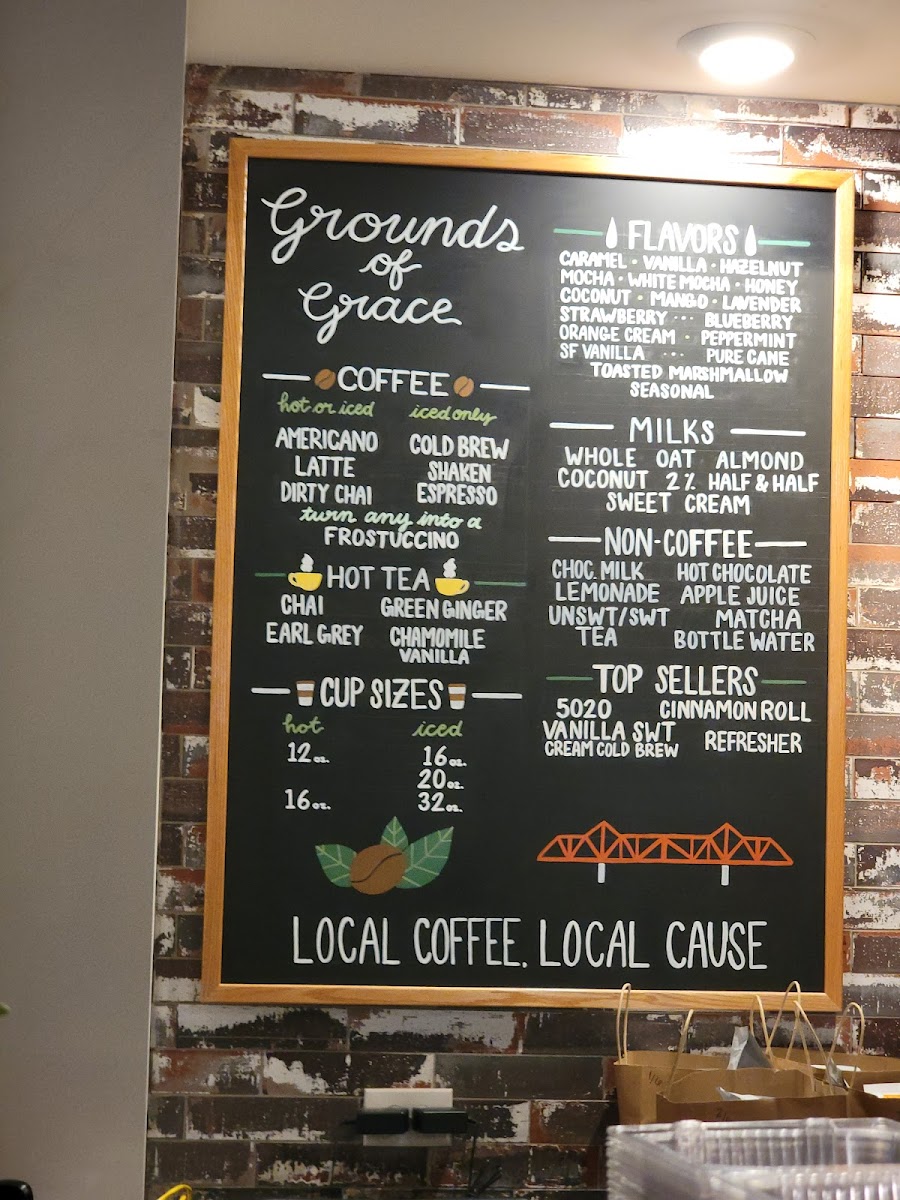 Grounds
of
Grace
COFFEE
hot or iced iced only
AMERICANO COLD BREW
LATTE SHAKEN
DIRTY CHAI ESPRESSO
turn any into a
FROSTUCCINO
HOT TEA
CHAI GREEN GINGER
EARL GREY CHAMOMILE
VANILLA
CUP SIZES
hot iced
12 oz. 16 oz.
20 oz.
16 oz. 32 oz.
FLAVORS
CARAMEL • VANILLA • HAZELNUT
MOCHA • WHITE MOCHA • HONEY
COCONUT • MANGO • LAVENDER
STRAWBERRY ••• BLUEBERRY
ORANGE CREAM • PEPPERMINT
SF VANILLA ••• PURE CANE
TOASTED MARSHMALLOW
SEASONAL
MILKS
WHOLE OAT ALMOND
COCONUT 2% HALF & HALF
SWEET CREAM
NON-COFFEE
CHOC. MILK HOT CHOCOLATE
LEMONADE APPLE JUICE
UNSWT/SWT MATCHA
TEA BOTTLE WATER
TOP SELLERS
5020 CINNAMON ROLL
VANILLA SWT
CREAM COLD BREW REFRESHER
LOCAL COFFEE. LOCAL CAUSE